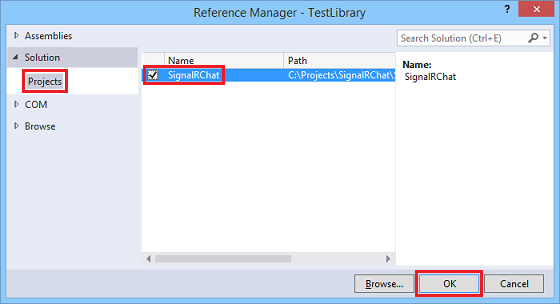 Reference Manager - TestLibrary
?
Assemblies
Solution
Projects
COM
Browse
Name Path
SignalRChat C:\Projects\SignalRChat\S
Search Solution (Ctrl+E)
Name:
SignalRChat
Browse... OK Cancel